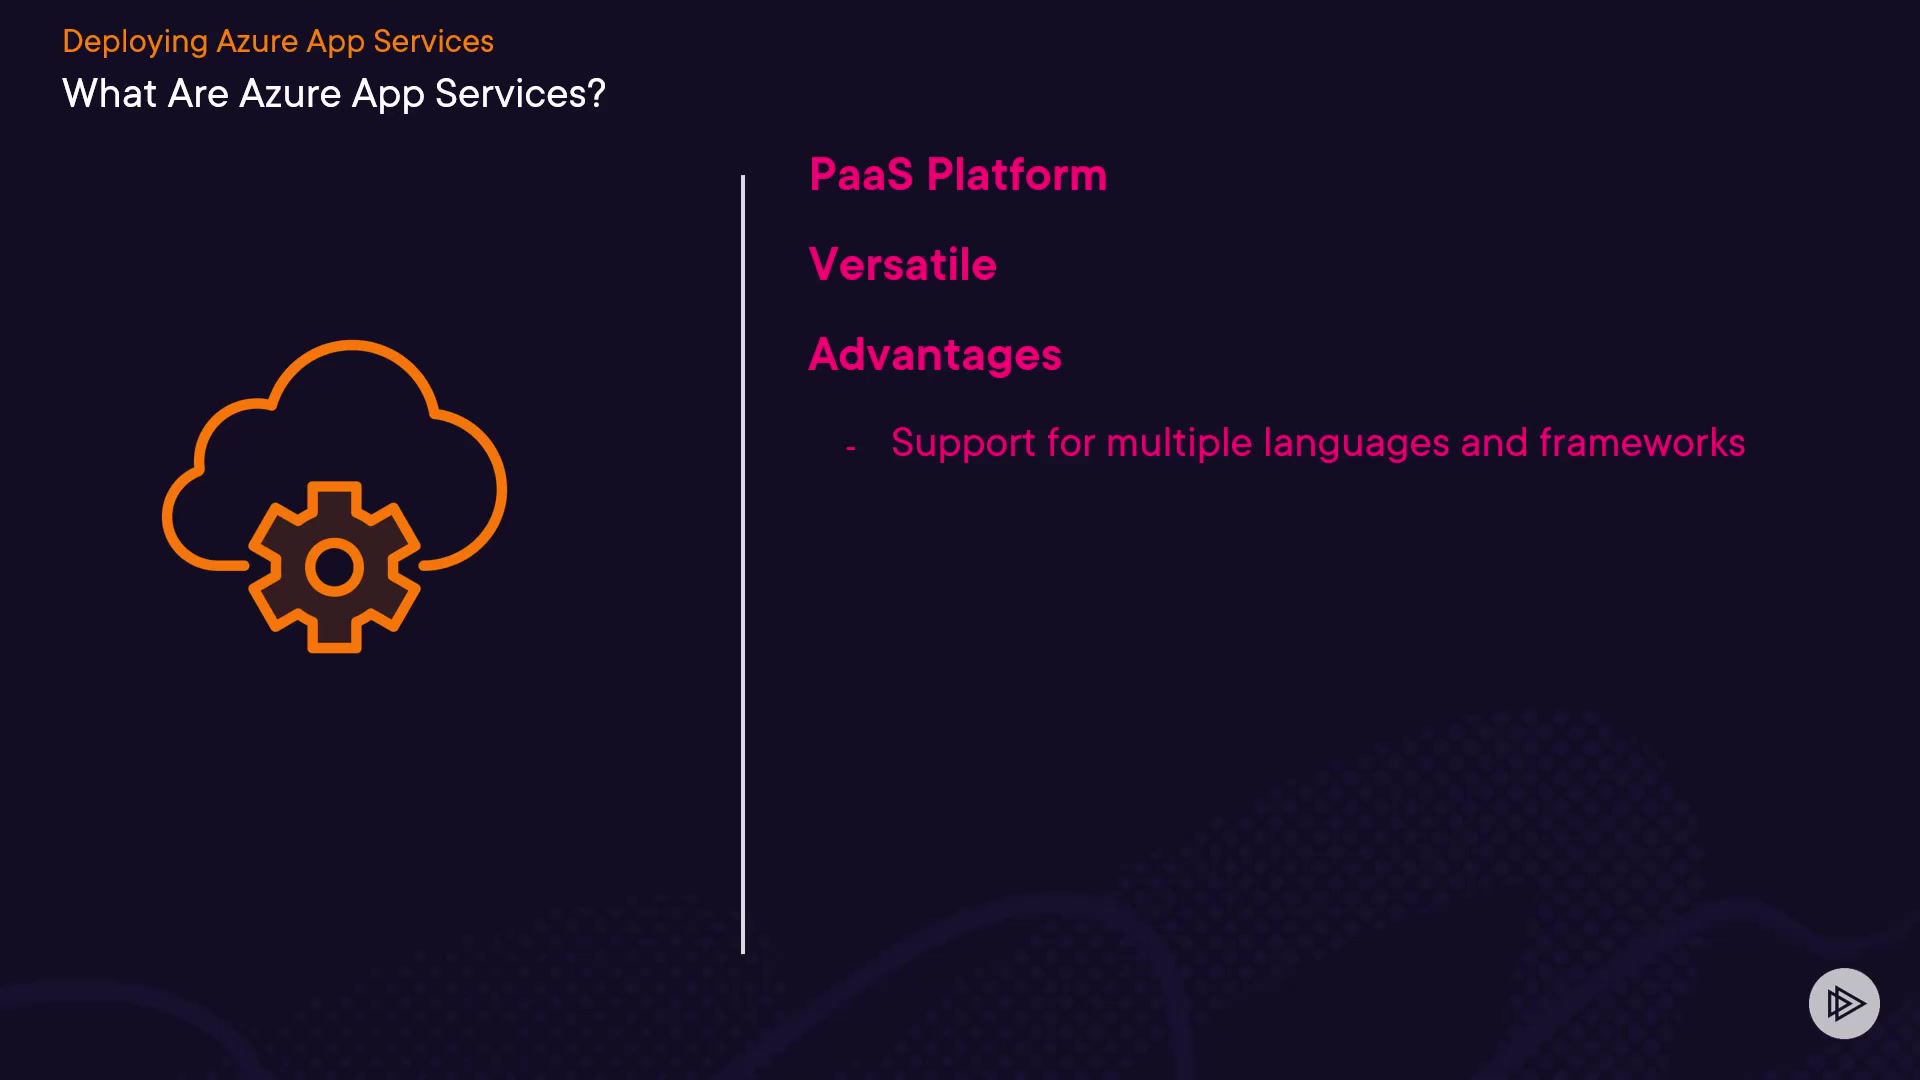 Deploying Azure App Services
What Are Azure App Services?
PaaS Platform
Versatile
Advantages
- Support for multiple languages and frameworks